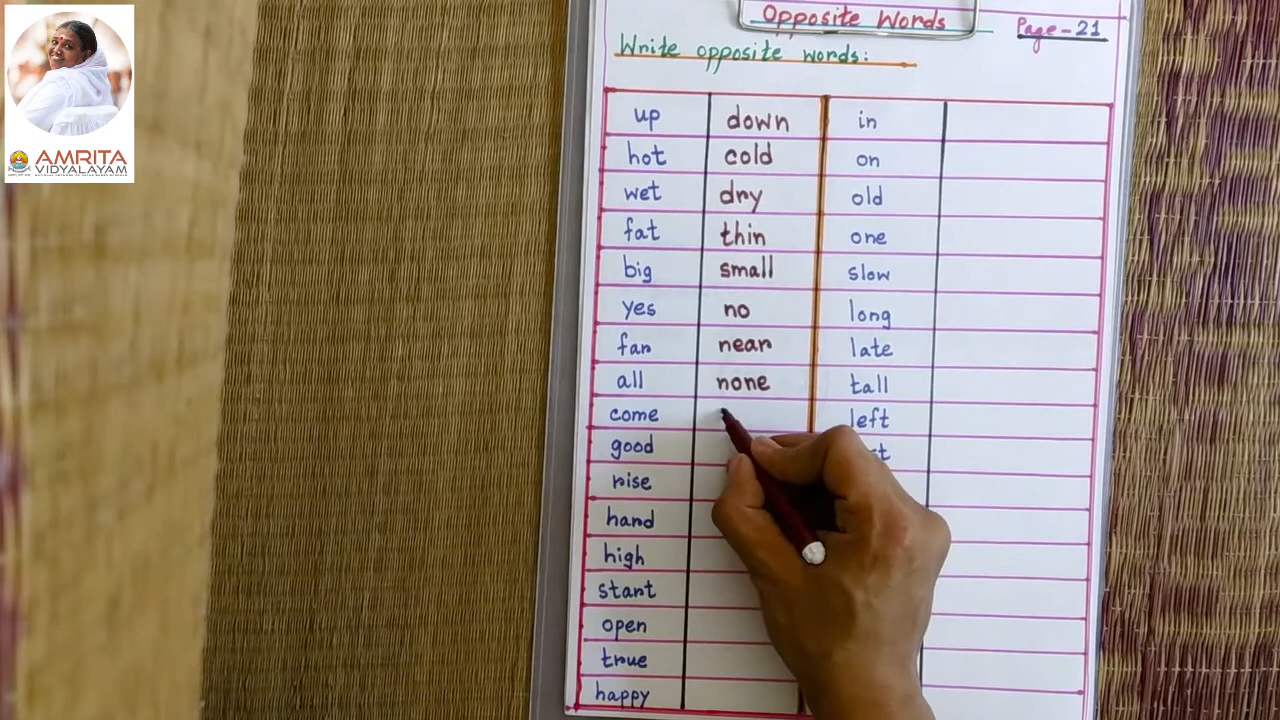 AMRITA
VIDYALAYAM
Opposite Words
Page-21
Write opposite words:
up down in
hot cold on
wet dry old
fat thin one
big small slow
yes no long
far near late
all none tall
come left
good
rise
hand
high
start
open
true
happy